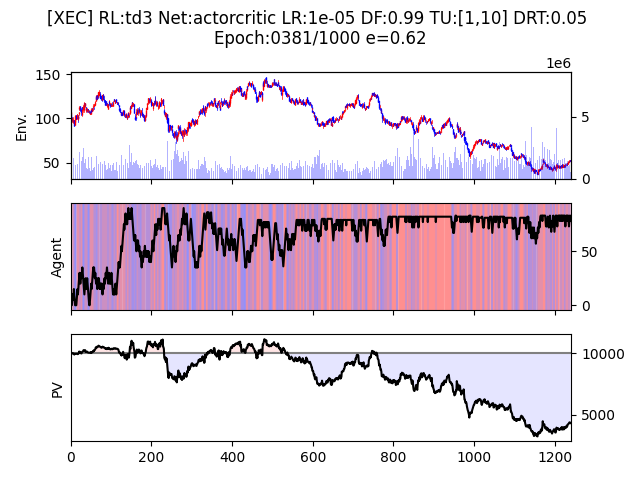 [XEC] RL:td3 Net:actorcritic LR:1e-05 DF:0.99 TU:[1,10] DRT:0.05
Epoch:0381/1000 e=0.62
1e6
150
100
50
Env.
5
0
Agent
50
0
PV
10000
5000
0 200 400 600 800 1000 1200